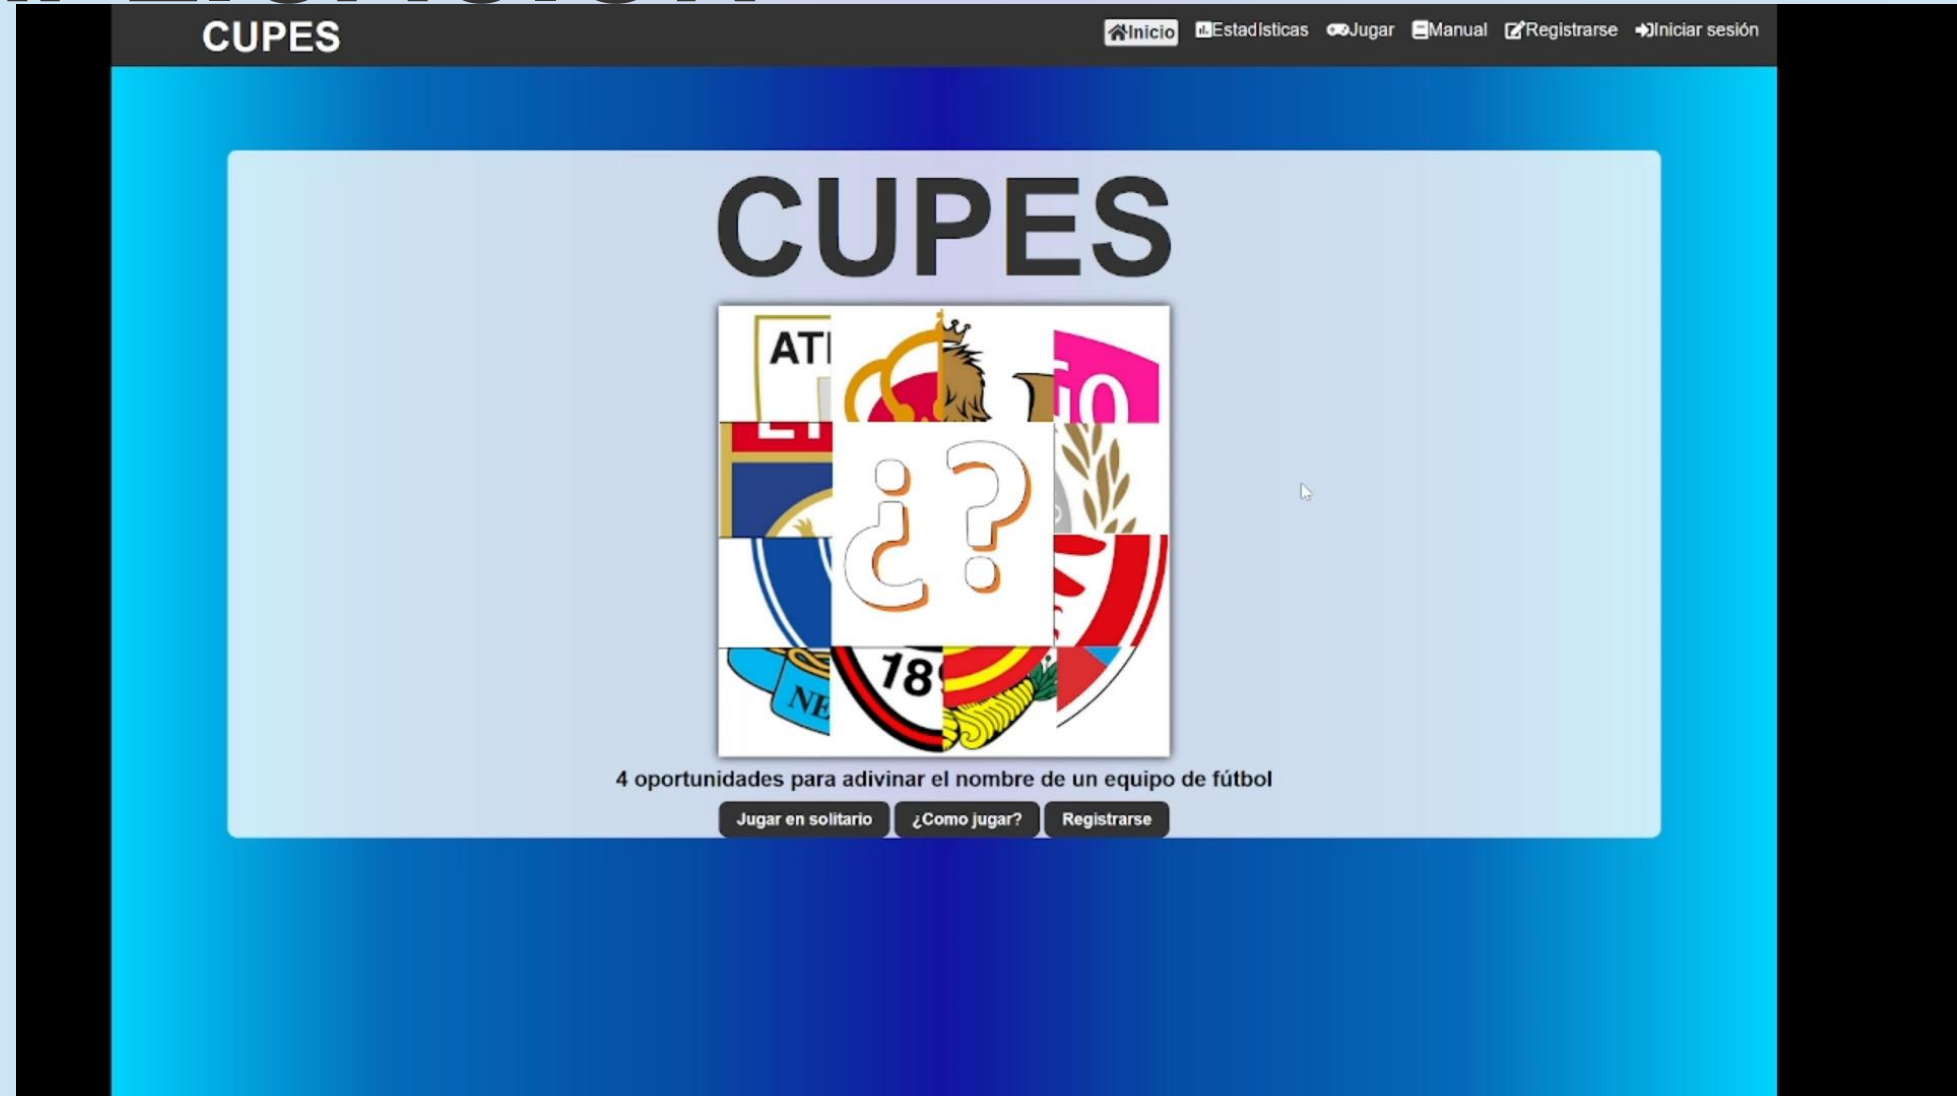 CUPES
Inicio Estadísticas Jugar Manual Registrarse Iniciar sesión
CUPES
ATI
GO
¿?
NE
18
4 oportunidades para adivinar el nombre de un equipo de fútbol
Jugar en solitario ¿Como jugar? Registrarse